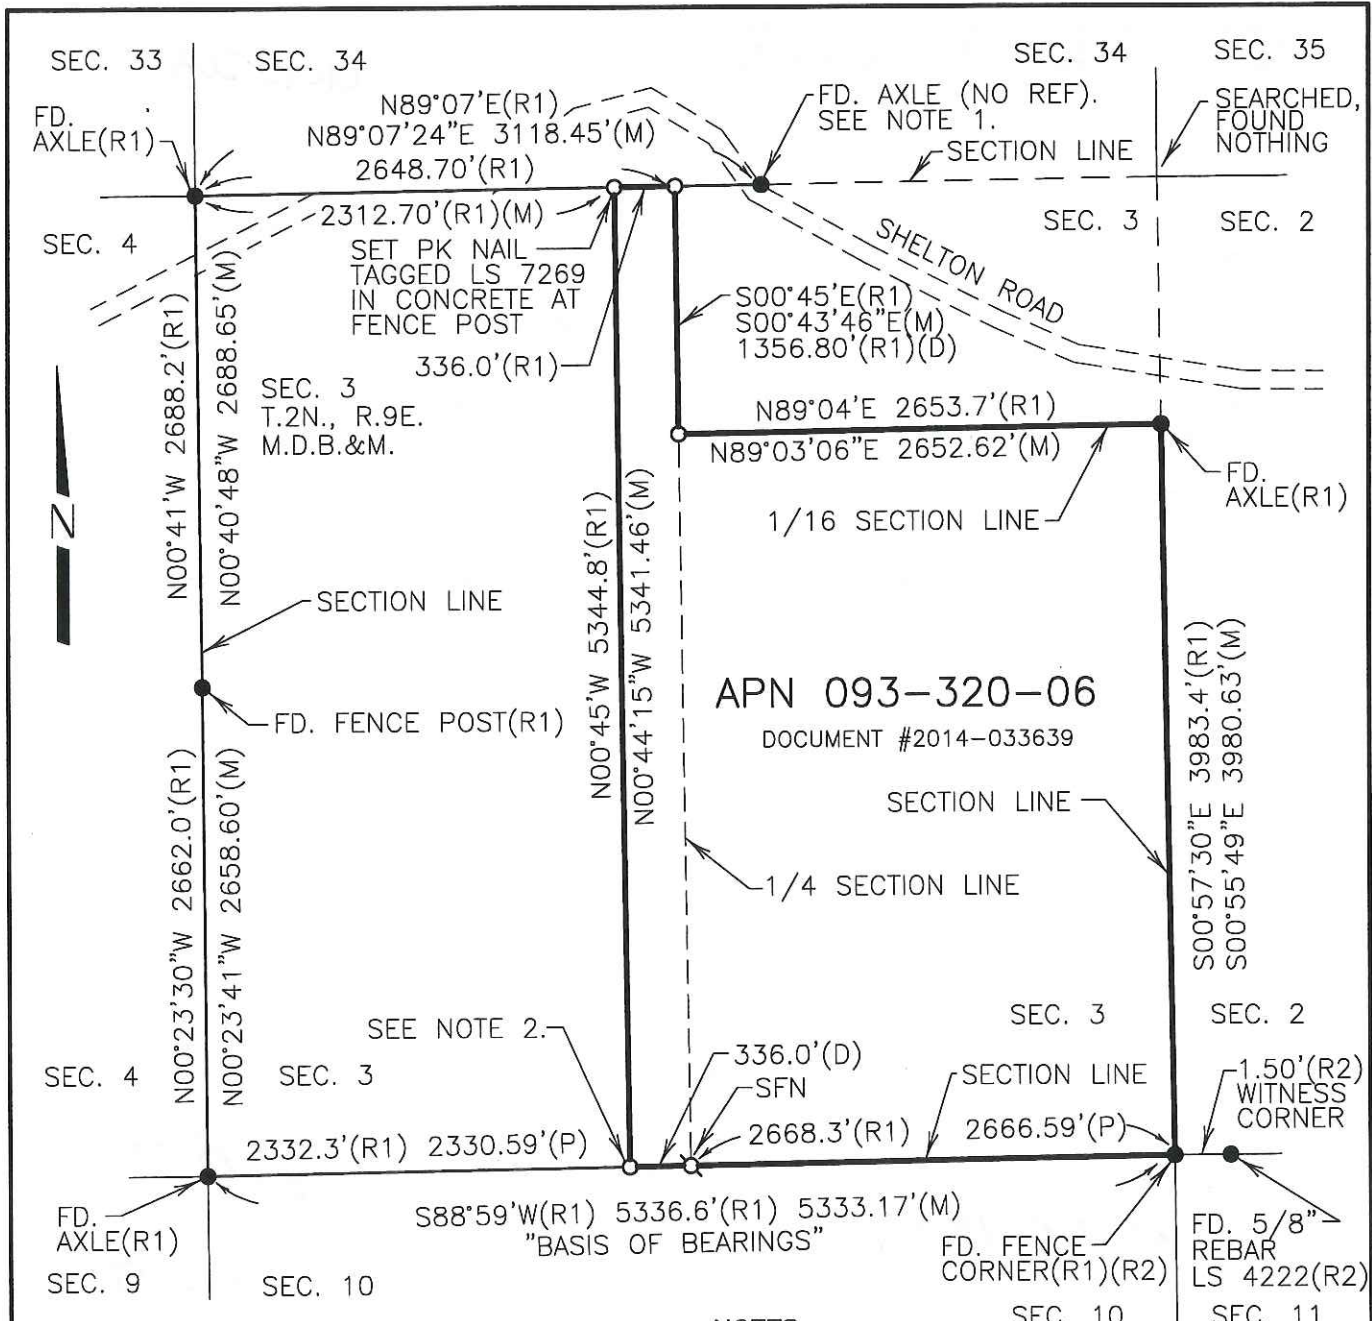 SEC. 33
SEC. 34
SEC. 34
SEC. 35
FD.
AXLE(R1)
N89°07'E(R1)
N89°07'24"E 3118.45'(M)
2648.70'(R1)
2312.70'(R1)(M)
FD. AXLE (NO REF).
SEE NOTE 1.
SECTION LINE
SEARCHED,
FOUND
NOTHING
SEC. 4
SET PK NAIL
TAGGED LS 7269
IN CONCRETE AT
FENCE POST
336.0'(R1)
SEC. 3
SEC. 2
SHELTON ROAD
S00°45'E(R1)
S00°43'46"E(M)
1356.80'(R1)(D)
N00°41'W 2688.2'(R1)
N00°40'48"W 2688.65'(M)
SEC. 3
T.2N., R.9E.
M.D.B.&M.
N89°04'E 2653.7'(R1)
N89°03'06"E 2652.62'(M)
FD.
AXLE(R1)
1/16 SECTION LINE
N
SECTION LINE
N00°45'W 5344.8'(R1)
N00°44'15"W 5341.46'(M)
APN 093-320-06
DOCUMENT #2014-033639
FD. FENCE POST(R1)
SECTION LINE
S00°57'30"E 3983.4'(R1)
S00°55'49"E 3980.63'(M)
1/4 SECTION LINE
N00°23'30"W 2662.0'(R1)
N00°23'41"W 2658.60'(M)
SEE NOTE 2.
SEC. 3
SEC. 2
SEC. 4
SEC. 3
336.0'(D)
SFN
SECTION LINE
1.50'(R2)
WITNESS
CORNER
2332.3'(R1) 2330.59'(P)
2668.3'(R1)
2666.59'(P)
FD.
AXLE(R1)
S88°59'W(R1) 5336.6'(R1) 5333.17'(M)
"BASIS OF BEARINGS"
FD. FENCE
CORNER(R1)(R2)
FD. 5/8"
REBAR
LS 4222(R2)
SEC. 9
SEC. 10
NOTES
SEC. 10
SEC. 11